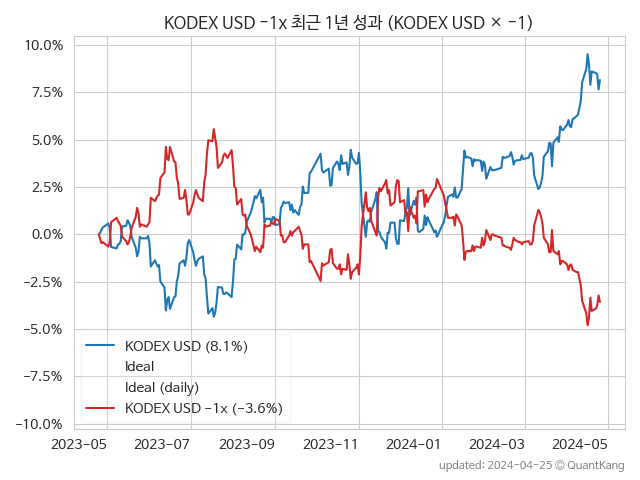 KODEX USD -1x 최근 1년 성과 (KODEX USD × -1)
10.0%
7.5%
5.0%
2.5%
0.0%
−2.5%
−5.0%
−7.5%
−10.0%
KODEX USD (8.1%)
Ideal
Ideal (daily)
KODEX USD -1x (-3.6%)
2023-05 2023-07 2023-09 2023-11 2024-01 2024-03 2024-05
updated: 2024-04-25 © QuantKang